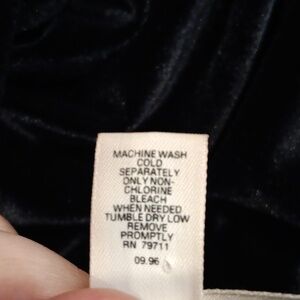 MACHINE WASH
COLD
SEPARATELY
ONLY NON-
CHLORINE
BLEACH
WHEN NEEDED
TUMBLE DRY LOW
REMOVE
PROMPTLY
RN 79711
09.96